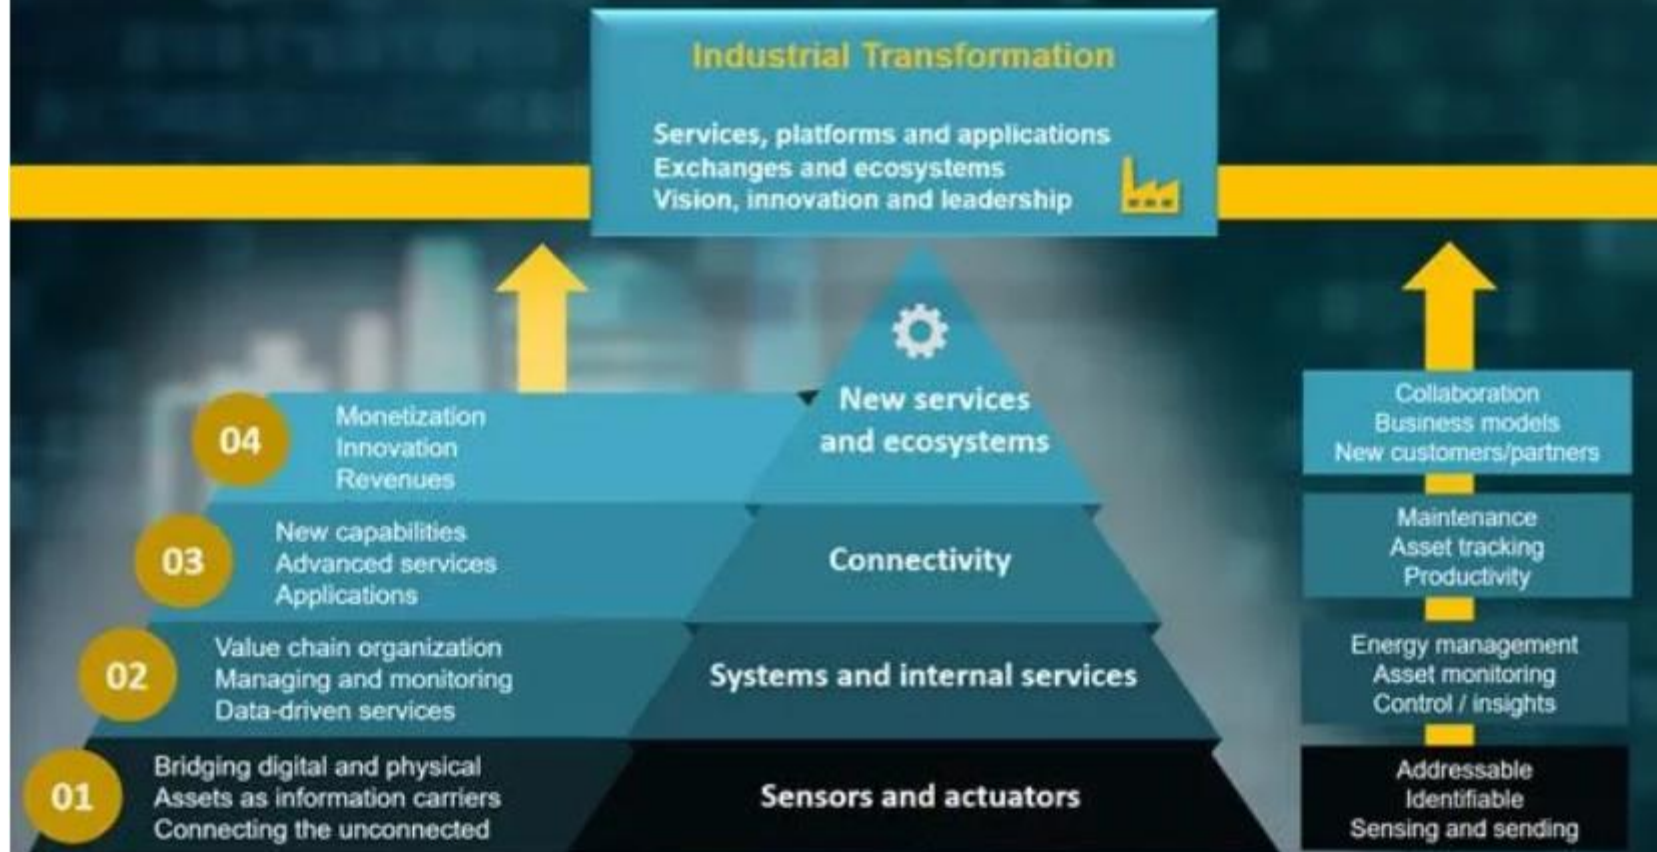 Industrial Transformation
Services, platforms and applications
Exchanges and ecosystems
Vision, innovation and leadership
04
Monetization
Innovation
Revenues
New services
and ecosystems
Collaboration
Business models
New customers/partners
03
New capabilities
Advanced services
Applications
Connectivity
Maintenance
Asset tracking
Productivity
02
Value chain organization
Managing and monitoring
Data-driven services
Systems and internal services
Energy management
Asset monitoring
Control / insights
01
Bridging digital and physical
Assets as information carriers
Connecting the unconnected
Sensors and actuators
Addressable
Identifiable
Sensing and sending